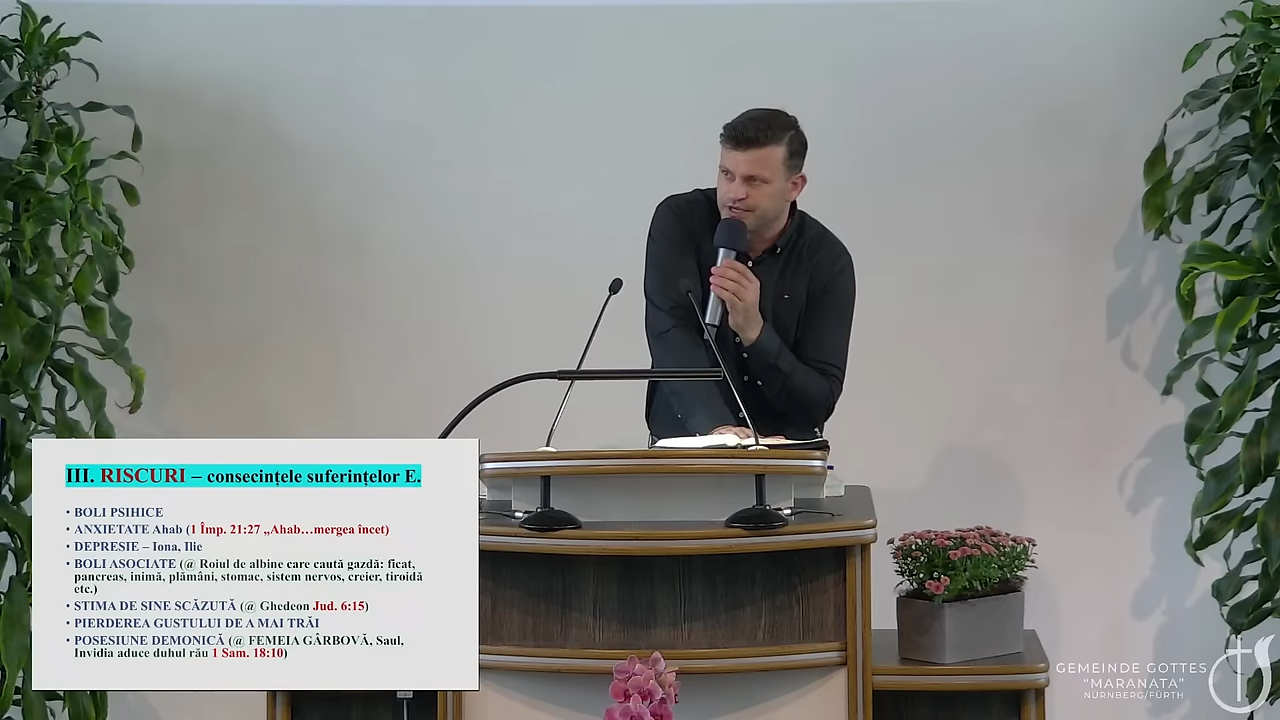 III. RISCURI – consecințele suferințelor E.
• BOLI PSIHICE
• ANXIETATE Ahab (1 Împ. 21:27 „Ahab…mergea încet)
• DEPRESIE – Iona, Ilie
• BOLI ASOCIATE (@ Roiul de albine care caută gazdă: ficat,
pancreas, inimă, plămâni, stomac, sistem nervos, creier, tiroidă
etc.)
• STIMA DE SINE SCĂZUTĂ (@ Ghedeon Jud. 6:15)
• PIERDEREA GUSTULUI DE A MAI TRĂI
• POSESIUNE DEMONICĂ (@ FEMEIA GÂRBOVĂ, Saul,
Invidia aduce duhul rău 1 Sam. 18:10)
GEMEINDE GOTTES
"MARANATA"
NÜRNBERG/FÜRTH